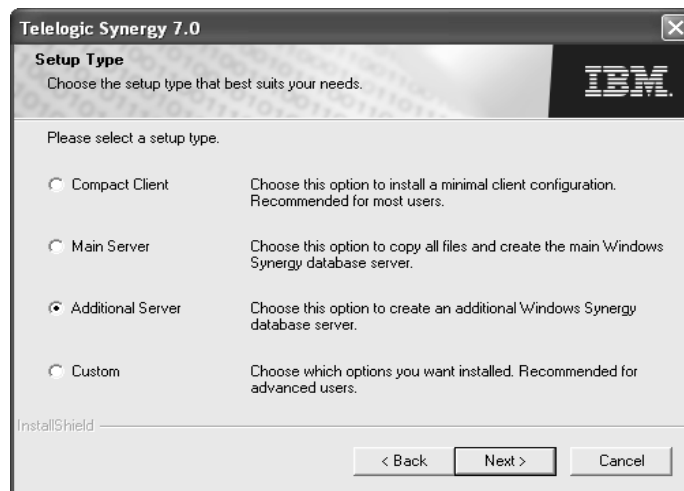 Telelogic Synergy 7.0
Setup Type
Choose the setup type that best suits your needs.
IBM.
Please select a setup type.
Compact Client
Choose this option to install a minimal client configuration.
Recommended for most users.
Main Server
Choose this option to copy all files and create the main Windows
Synergy database server.
Additional Server
Choose this option to create an additional Windows Synergy
database server.
Custom
Choose which options you want installed. Recommended for
advanced users.
InstallShield
< Back
Next >
Cancel